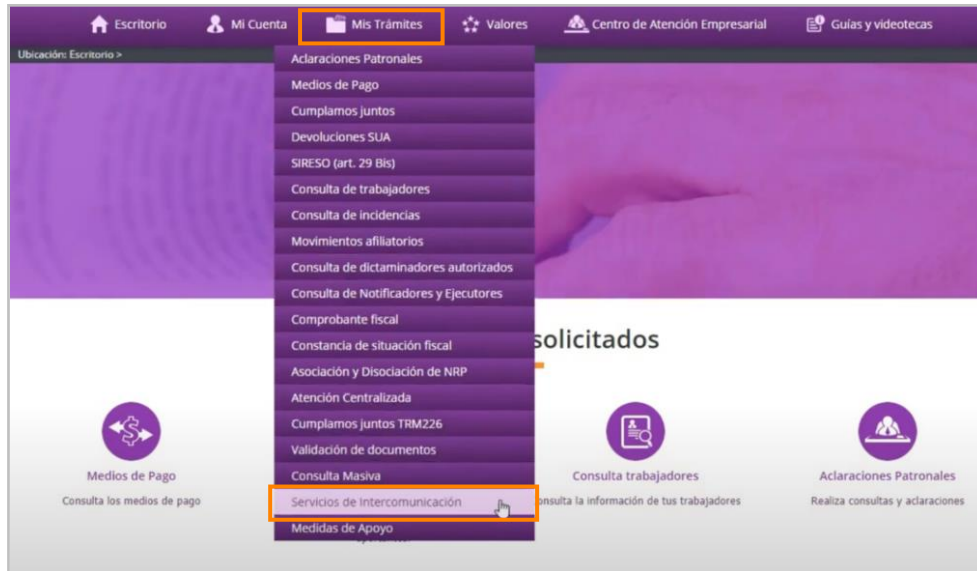 Escritorio
Mi Cuenta
Mis Trámites
Valores
Centro de Atención Empresarial
Guías y videotecas
Ubicación: Escritorio >
Aclaraciones Patronales
Medios de Pago
Cumplamos juntos
Devoluciones SUA
SIRESO (art. 29 Bis)
Consulta de trabajadores
Consulta de incidencias
Movimientos afiliatorios
Consulta de dictaminadores autorizados
Consulta de Notificadores y Ejecutores
Comprobante fiscal
Constancia de situación fiscal
Asociación y Disociación de NRP
Atención Centralizada
Cumplamos juntos TRM226
Validación de documentos
Consulta Masiva
Servicios de Intercomunicación
Medidas de Apoyo
solicitados
Medios de Pago
Consulta los medios de pago
Consulta trabajadores
onsulta la información de tus trabajadores
Aclaraciones Patronales
Realiza consultas y aclaraciones